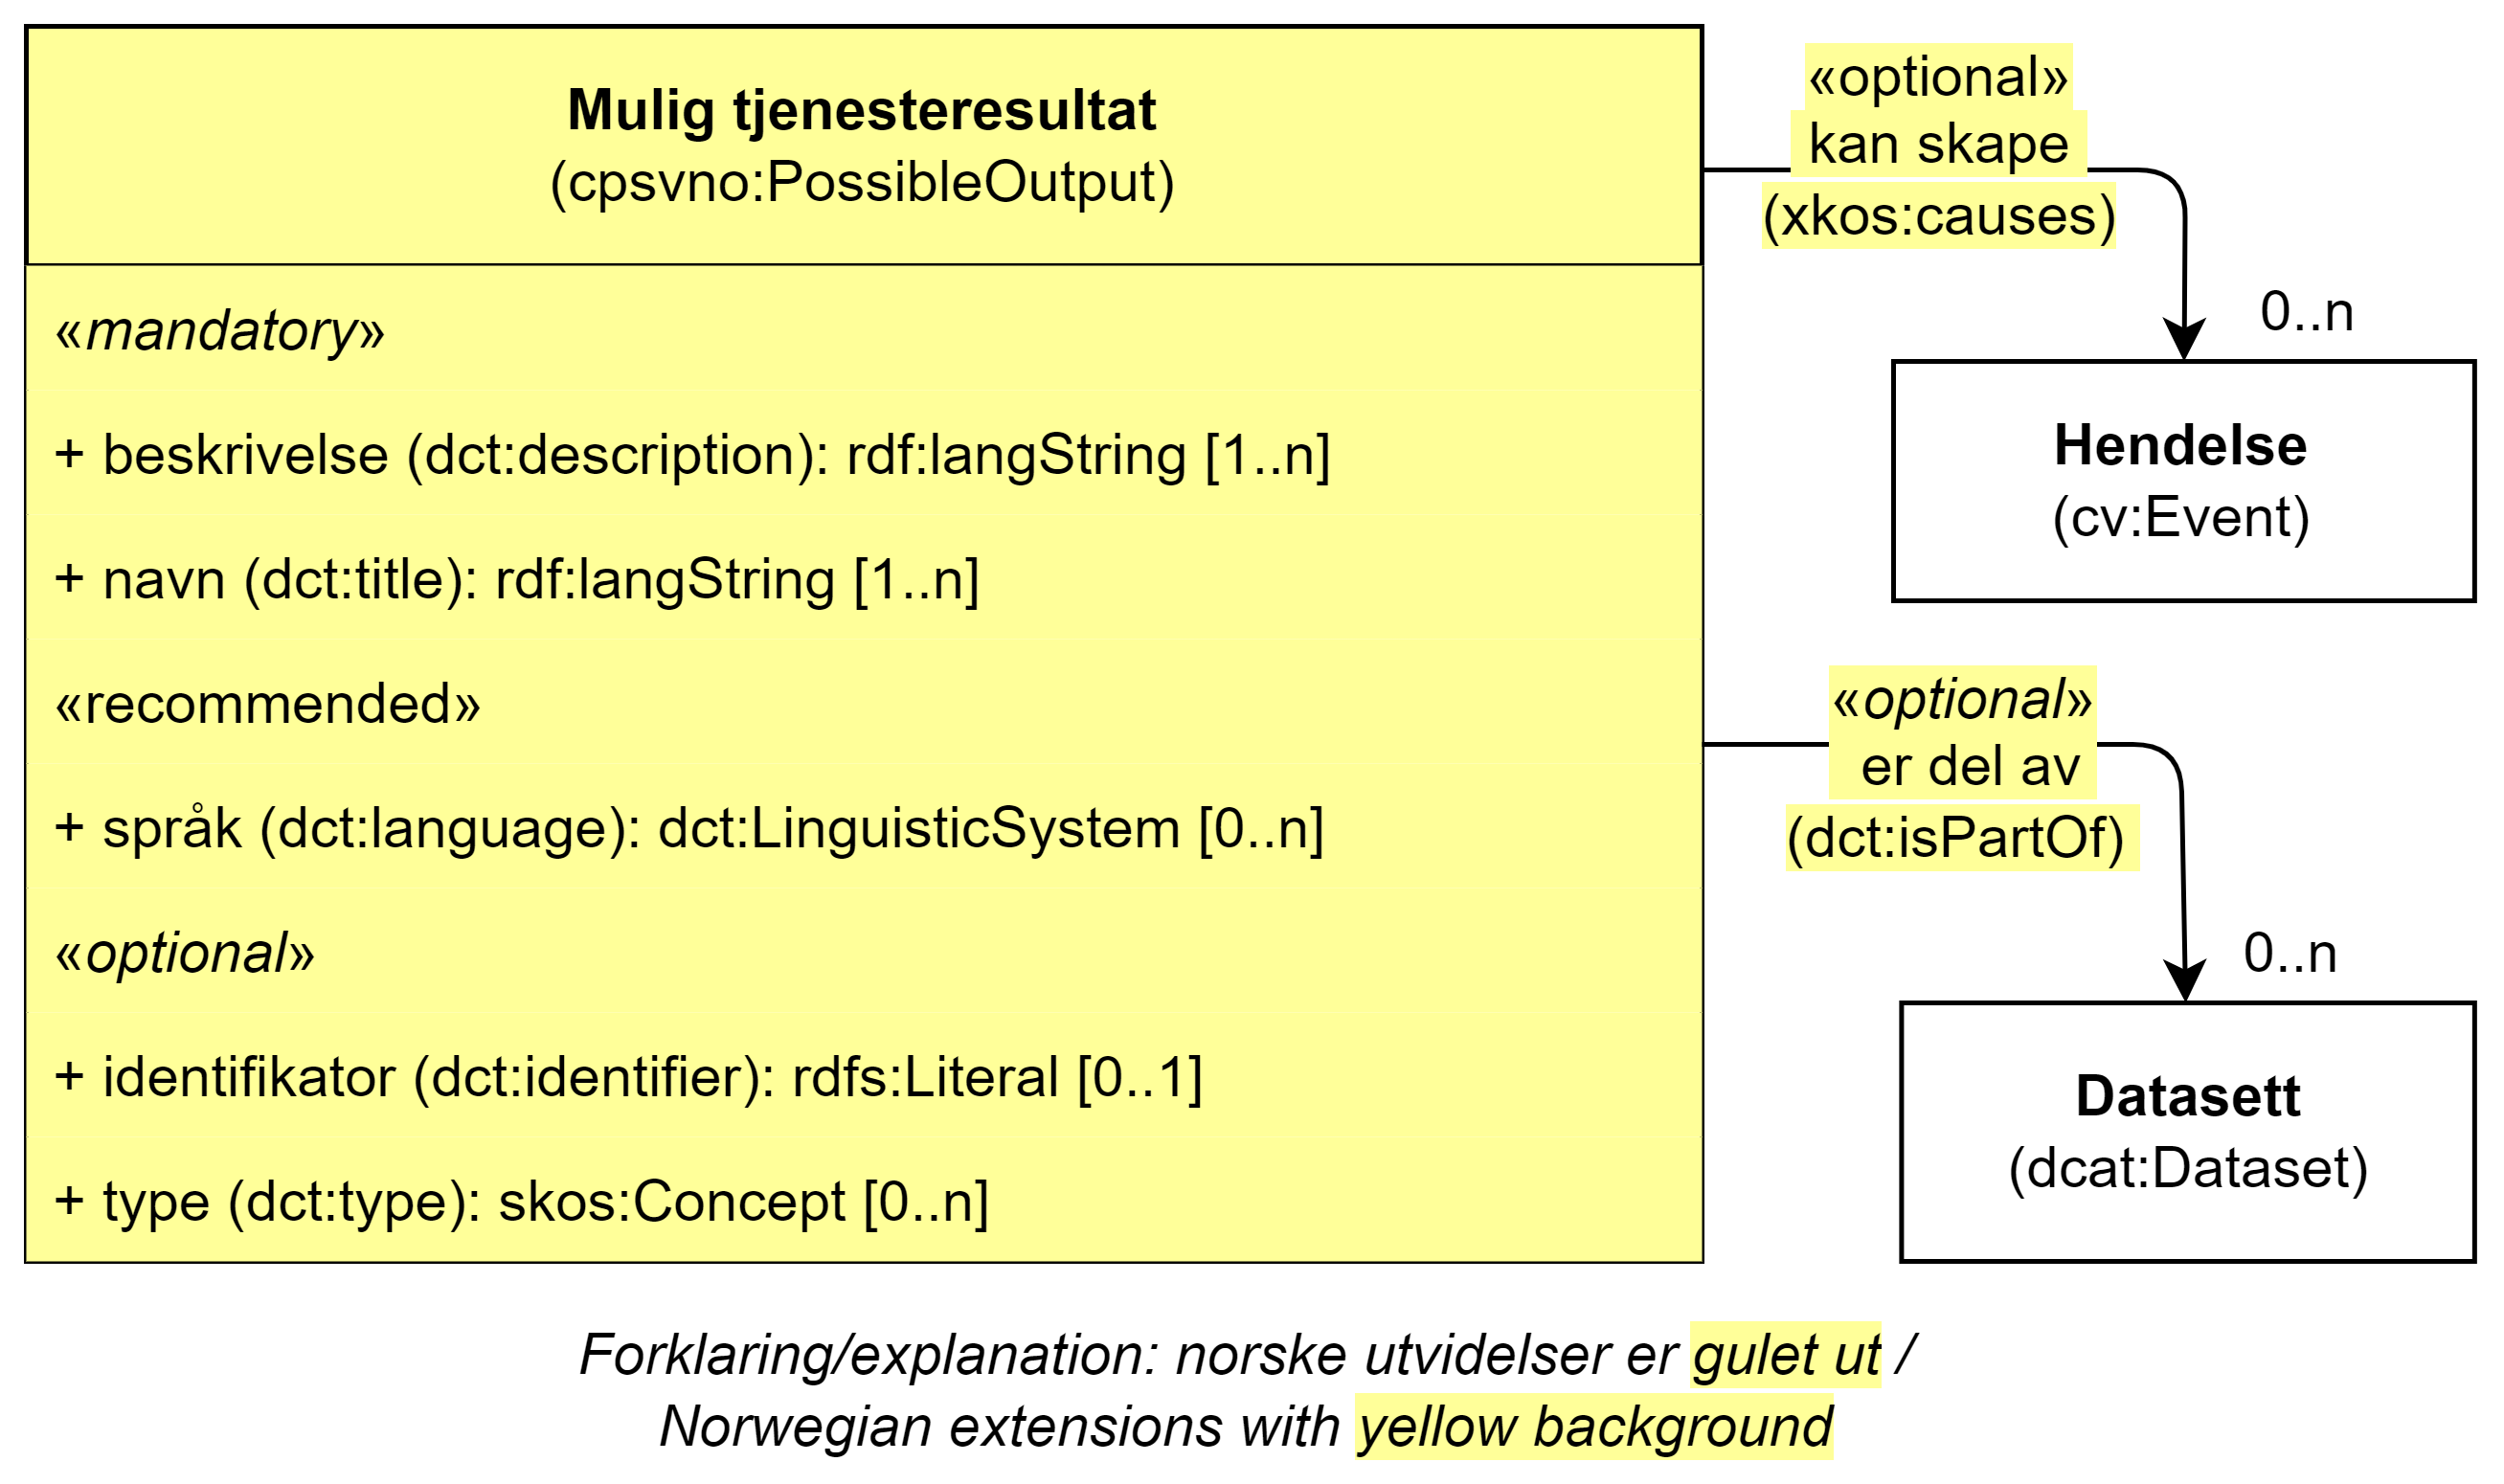 Mulig tjenesteresultat
(cpsvno:PossibleOutput)
«mandatory»
+ beskrivelse (dct:description): rdf:langString [1..n]
+ navn (dct:title): rdf:langString [1..n]
«recommended»
+ språk (dct:language): dct:LinguisticSystem [0..n]
«optional»
+ identifikator (dct:identifier): rdfs:Literal [0..1]
+ type (dct:type): skos:Concept [0..n]
«optional»
kan skape
(xkos:causes)
0..n
Hendelse
(cv:Event)
«optional»
er del av
(dct:isPartOf)
0..n
Datasett
(dcat:Dataset)
Forklaring/explanation: norske utvidelser er gulet ut /
Norwegian extensions with yellow background